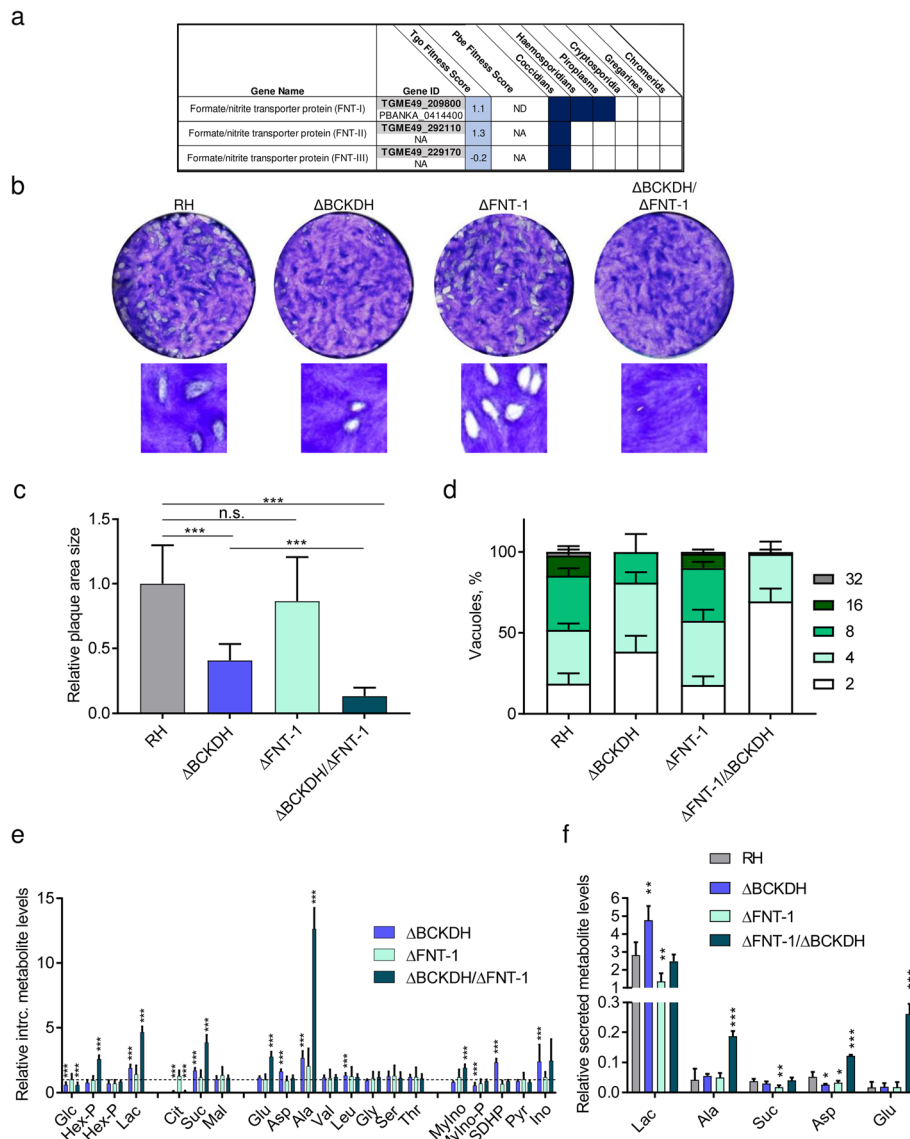 a
Tgo Fitness Score
Pbe Fitness Score
Coccidians
Haemosporidians
Piroplasms
Cryptosporidia
Gregarines
Chromerids
Gene Name
Gene ID
Formate/nitrite transporter protein (FNT-I)
TGME49_209800
PBANKA_0414400
1.1
ND
Formate/nitrite transporter protein (FNT-II)
TGME49_292110
NA
1.3
NA
Formate/nitrite transporter protein (FNT-III)
TGME49_229170
NA
-0.2
NA
b
RH
ΔBCKDH
ΔFNT-1
ΔBCKDH/
ΔFNT-1
c
***
n.s.
***
***
Relative plaque area size
1.5
1.0
0.5
0.0
RH
ΔBCKDH
ΔFNT-1
ΔBCKDH/ΔFNT-1
d
Vacuoles, %
100
50
0
RH
ΔBCKDH
ΔFNT-1
ΔFNT-1/ΔBCKDH
32
16
8
4
2
e
Relative intrc. metabolite levels
15
10
5
0
ΔBCKDH
ΔFNT-1
ΔBCKDH/ΔFNT-1
*** *** *** *** *** *** *** *** *** *** *** *** *** *** *** *** *** *** *** ***
Glc
Hex-P
Hex-P
Lac
Cit
Suc
Mal
Glu
Asp
Ala
Val
Leu
Gly
Ser
Thr
MyIno
MIno-P
SDHP
Pyr
Ino
f
Relative secreted metabolite levels
6
5
4
3
2
1
0.3
0.2
0.1
0.00
RH
ΔBCKDH
ΔFNT-1
ΔFNT-1/ΔBCKDH
** ** *** ** * * *** ***
Lac
Ala
Suc
Asp
Glu